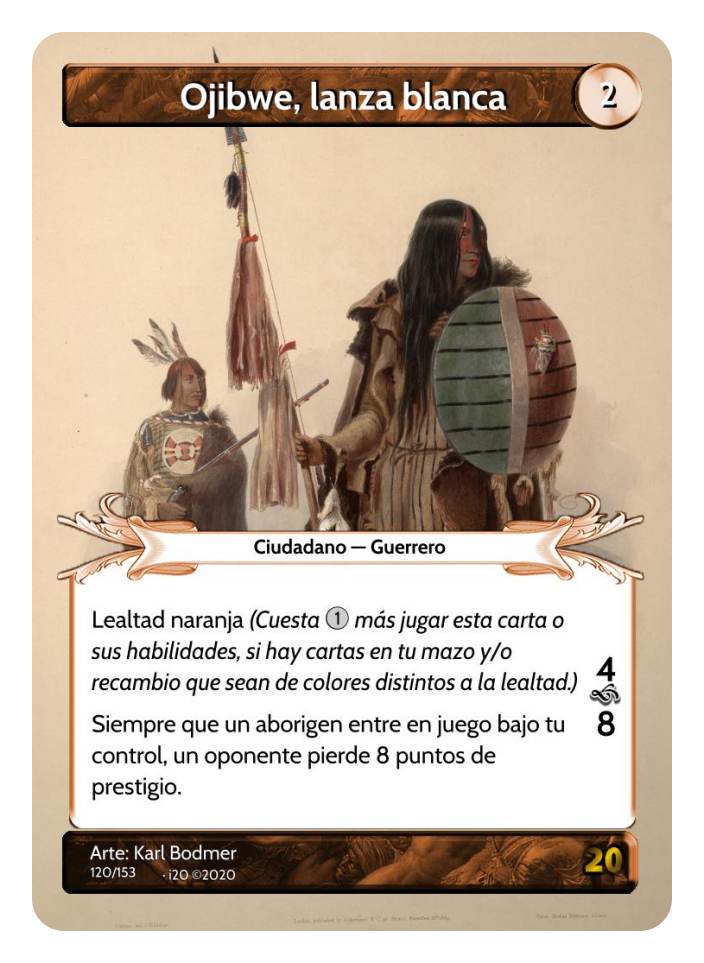 Ojibwe, lanza blanca
2
Ciudadano — Guerrero
Lealtad naranja (Cuesta 1 más jugar esta carta o
sus habilidades, si hay cartas en tu mazo y/o
recambio que sean de colores distintos a la lealtad.)
Siempre que un aborigen entre en juego bajo tu
control, un oponente pierde 8 puntos de
prestigio.
4
8
Arte: Karl Bodmer
120/153 · i20 ©2020
20